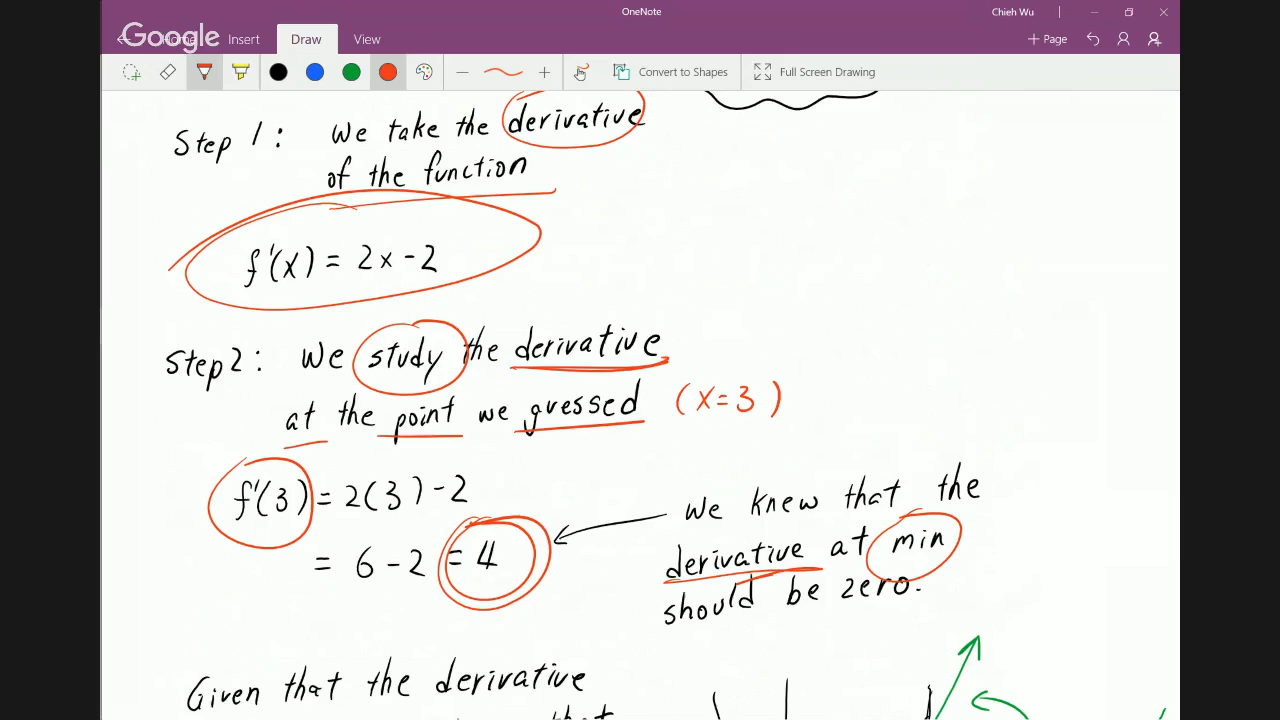 OneNote
Chieh Wu
Google
Insert
Draw
View
Page
Convert to Shapes
Full Screen Drawing
Step 1: We take the derivative
of the function
f'(x) = 2x - 2
Step 2: We study the derivative
at the point we guessed (x=3)
f'(3) = 2(3) - 2
= 6 - 2 = 4
We knew that the
derivative at min
should be zero.
Given that the derivative
that